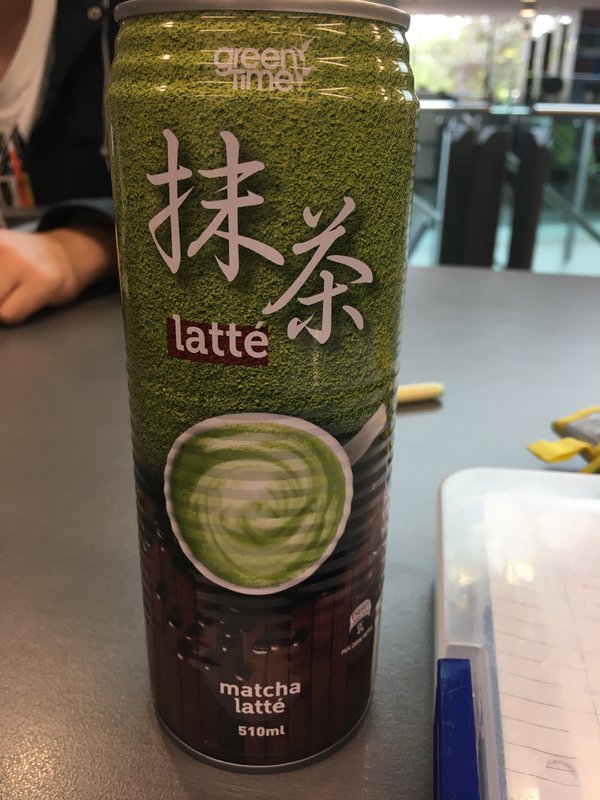 green
time
抹茶
latté
matcha
latté
510ml